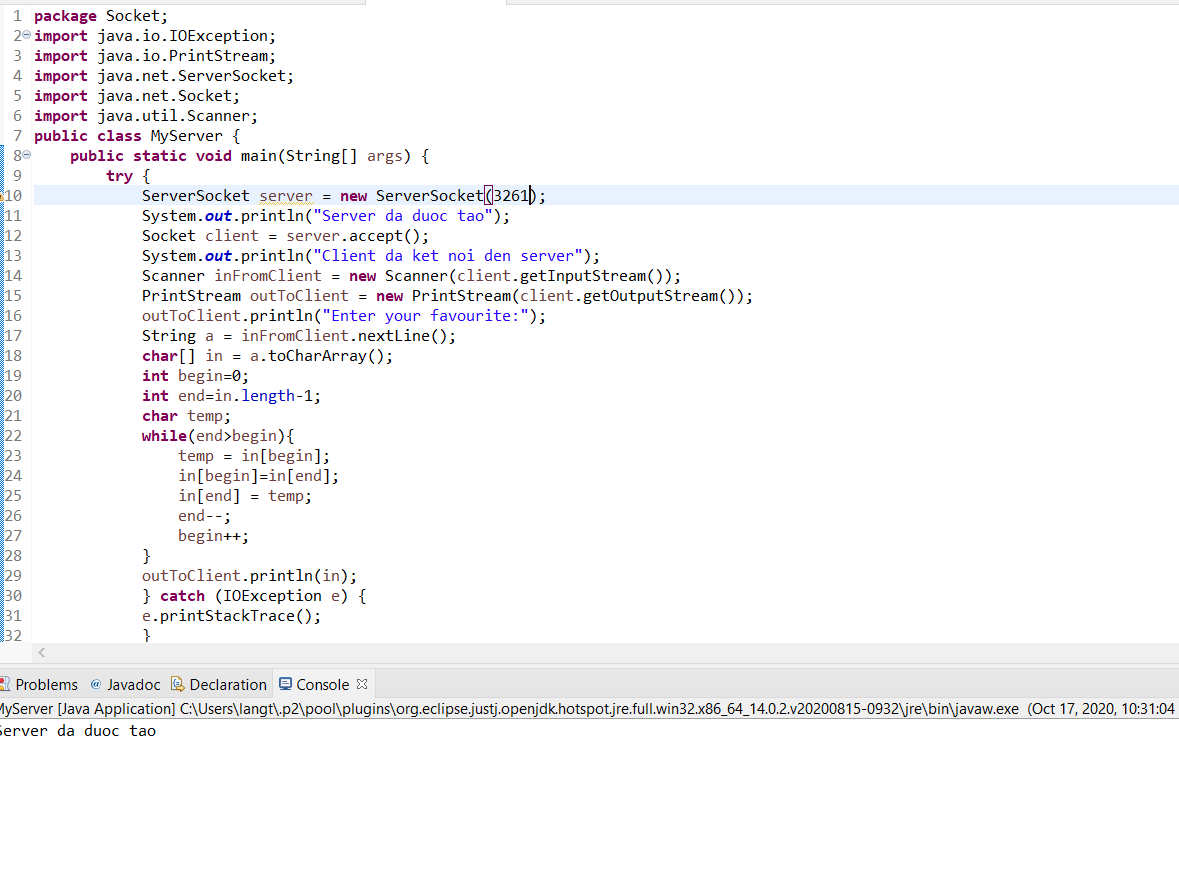 1 package Socket;
2 import java.io.IOException;
3 import java.io.PrintStream;
4 import java.net.ServerSocket;
5 import java.net.Socket;
6 import java.util.Scanner;
7 public class MyServer {
8 public static void main(String[] args) {
9 try {
10 ServerSocket server = new ServerSocket(3261);
11 System.out.println("Server da duoc tao");
12 Socket client = server.accept();
13 System.out.println("Client da ket noi den server");
14 Scanner inFromClient = new Scanner(client.getInputStream());
15 PrintStream outToClient = new PrintStream(client.getOutputStream());
16 outToClient.println("Enter your favourite:");
17 String a = inFromClient.nextLine();
18 char[] in = a.toCharArray();
19 int begin=0;
20 int end=in.length-1;
21 char temp;
22 while(end>begin){
23 temp = in[begin];
24 in[begin]=in[end];
25 in[end] = temp;
26 end--;
27 begin++;
28 }
29 outToClient.println(in);
30 } catch (IOException e) {
31 e.printStackTrace();
32 }
Problems @ Javadoc Declaration Console
MyServer [Java Application] C:\Users\langt\.p2\pool\plugins\org.eclipse.justj.openjdk.hotspot.jre.full.win32.x86_64_14.0.2.v20200815-0932\jre\bin\javaw.exe (Oct 17, 2020, 10:31:04
Server da duoc tao